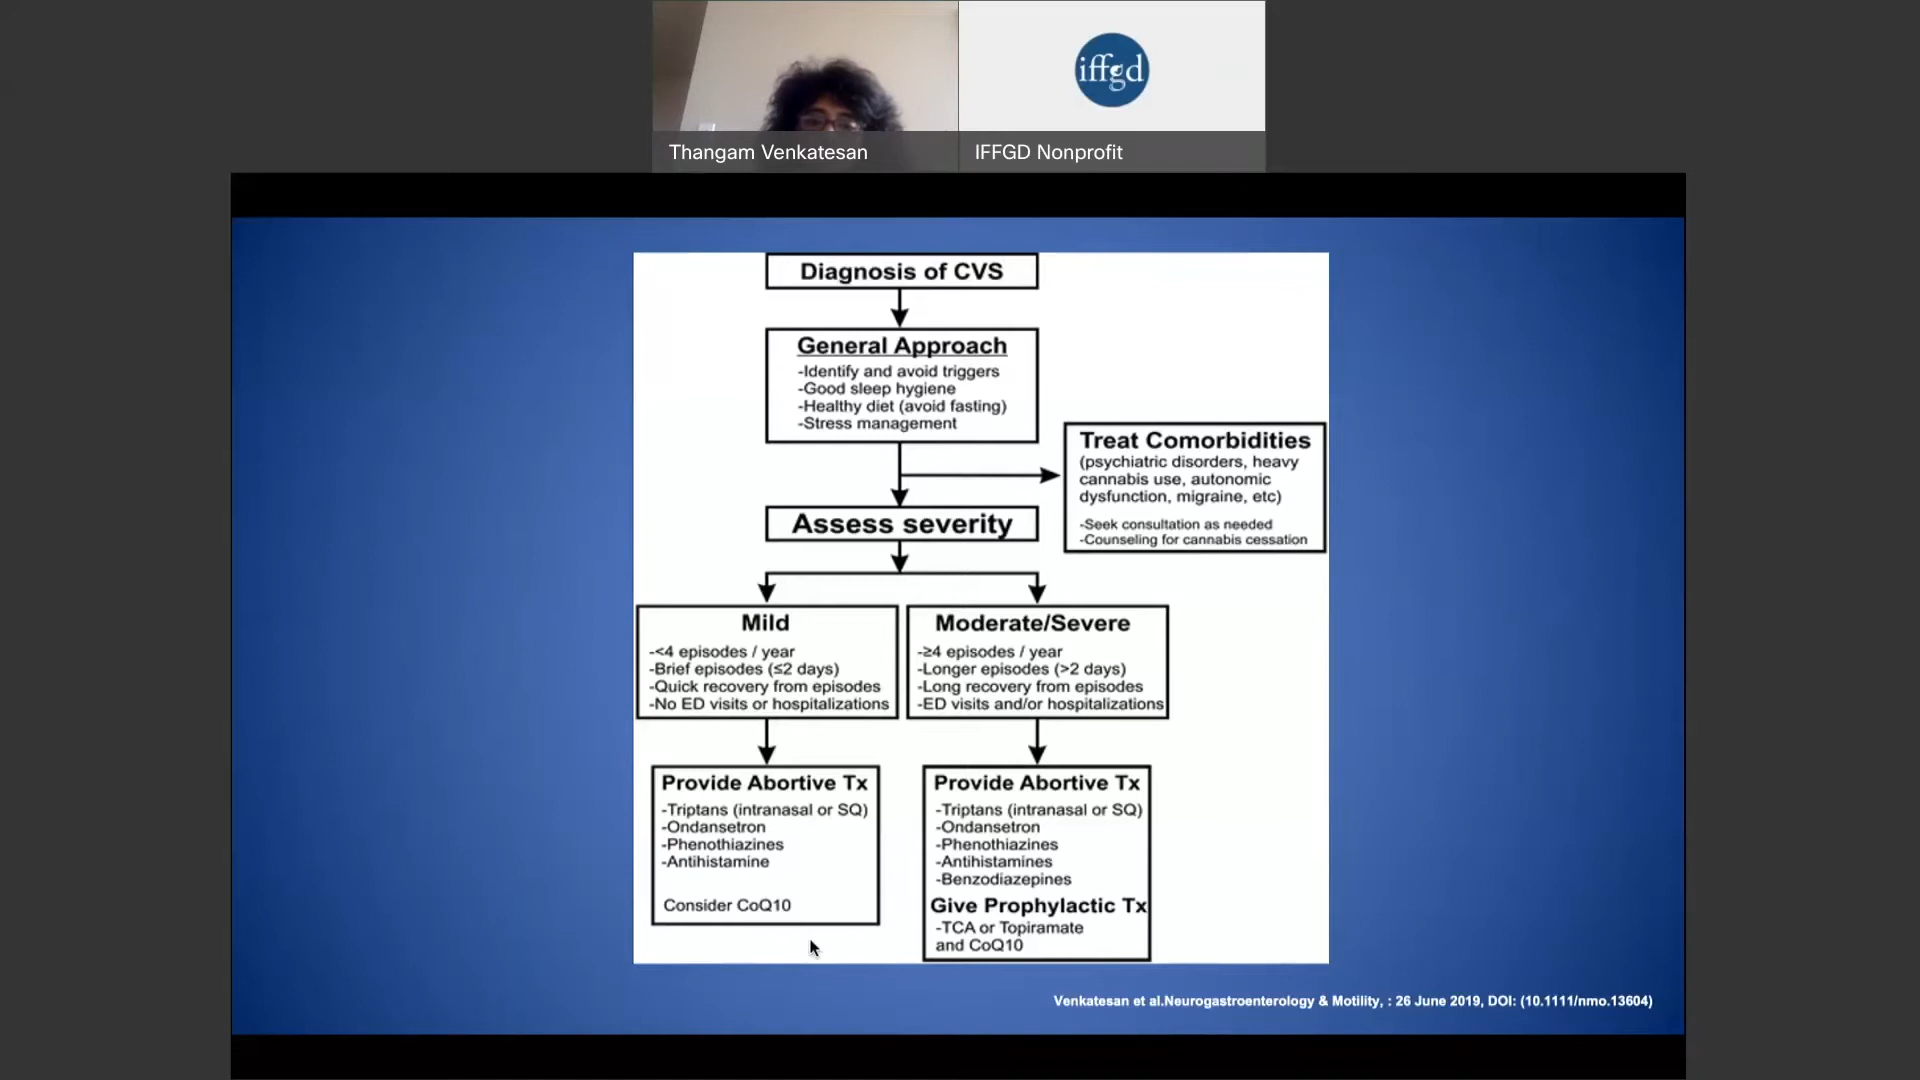 iffgd
Thangam Venkatesan
IFFGD Nonprofit
Diagnosis of CVS
General Approach
-Identify and avoid triggers
-Good sleep hygiene
-Healthy diet (avoid fasting)
-Stress management
Treat Comorbidities
(psychiatric disorders, heavy
cannabis use, autonomic
dysfunction, migraine, etc)
-Seek consultation as needed
-Counseling for cannabis cessation
Assess severity
Mild
-<4 episodes / year
-Brief episodes (≤2 days)
-Quick recovery from episodes
-No ED visits or hospitalizations
Moderate/Severe
-≥4 episodes / year
-Longer episodes (>2 days)
-Long recovery from episodes
-ED visits and/or hospitalizations
Provide Abortive Tx
-Triptans (intranasal or SQ)
-Ondansetron
-Phenothiazines
-Antihistamine
Consider CoQ10
Provide Abortive Tx
-Triptans (intranasal or SQ)
-Ondansetron
-Phenothiazines
-Antihistamines
-Benzodiazepines
Give Prophylactic Tx
-TCA or Topiramate
and CoQ10
Venkatesan et al.Neurogastroenterology & Motility, : 26 June 2019, DOI: (10.1111/nmo.13604)